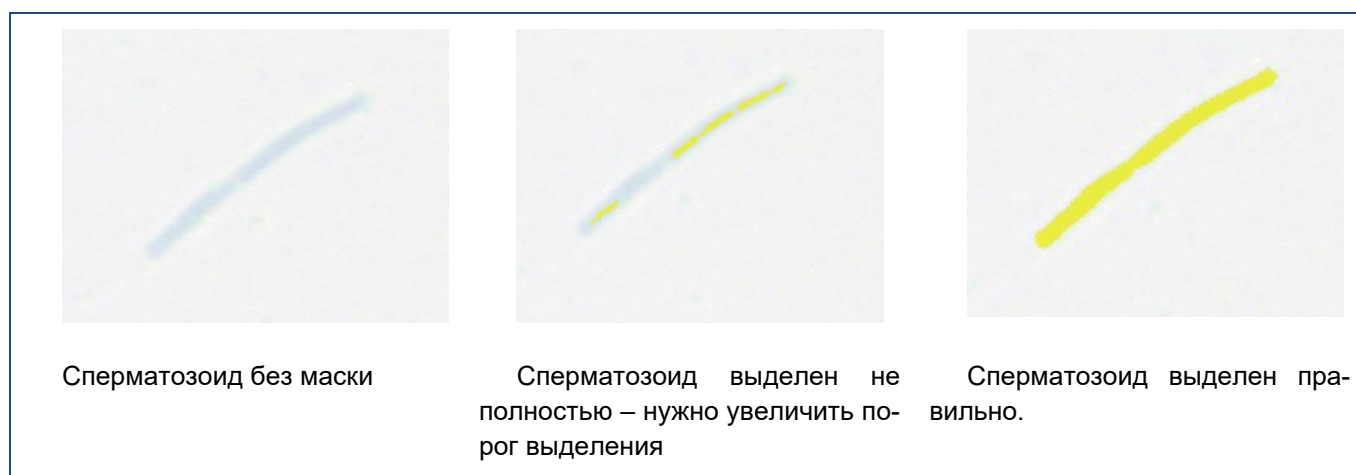 Сперматозоид без маски
Сперматозоид выделен не
полностью – нужно увеличить по-
рог выделения
Сперматозоид выделен пра-
вильно.